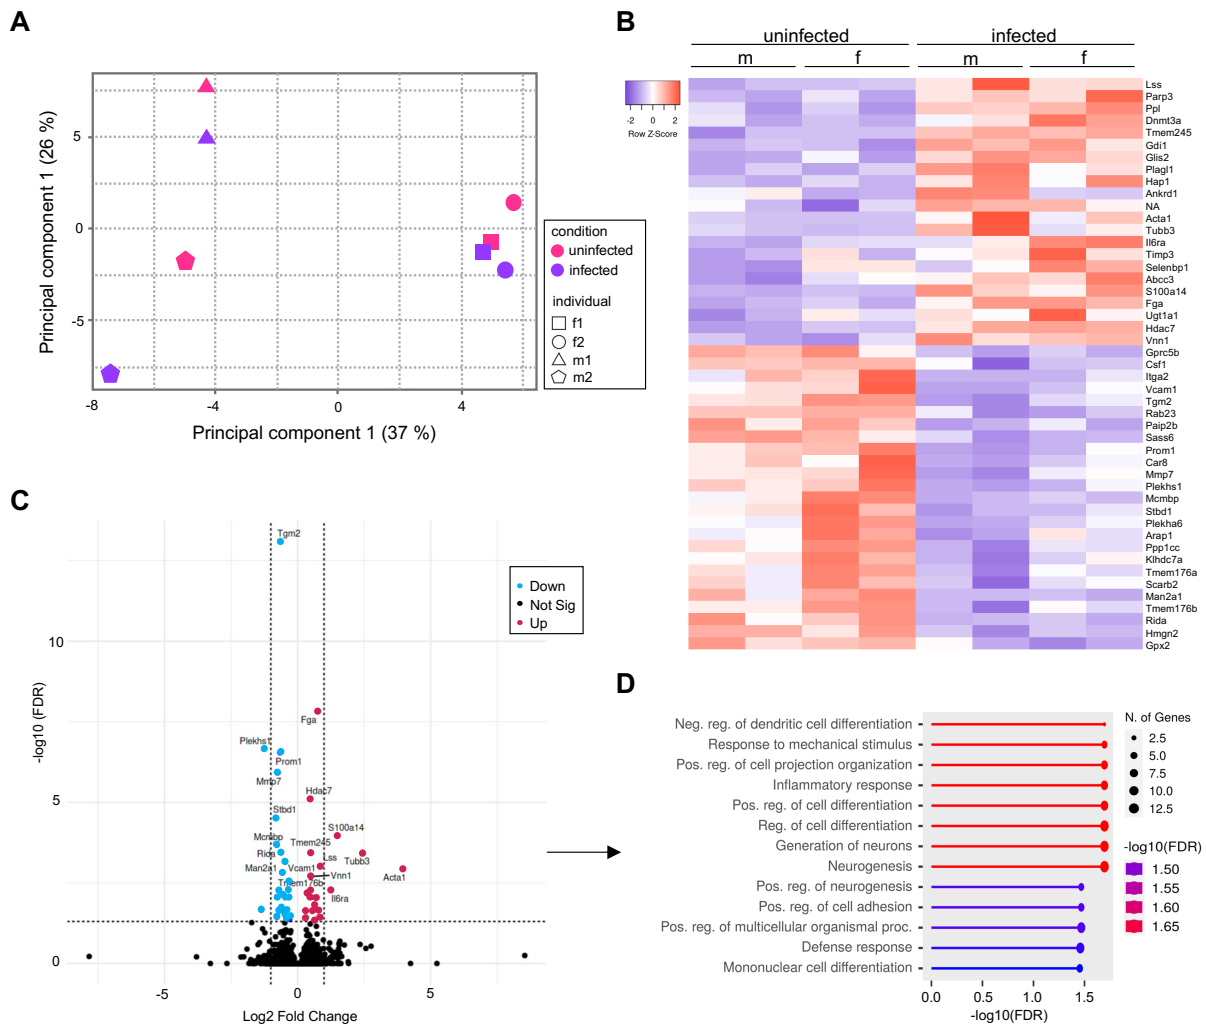 A
Principal component 1 (26 %)
5
0
-5
-8
-4
0
4
Principal component 1 (37 %)
condition
uninfected
infected
individual
f1
f2
m1
m2
B
uninfected
infected
m
f
m
f
-2
-1
0
1
2
Row Z-Score
Lss
Parp3
Ppl
Dnmt3a
Tmem245
Gdi1
Glis2
Plagl1
Hap1
Ankrd1
NA
Acta1
Tubb3
Il6ra
Timp3
Selenbp1
Abcc3
S100a14
Fga
Ugt1a1
Hdac7
Vnn1
Gprc5b
Csf1
Itga2
Vcam1
Tgm2
Rab23
Paip2b
Sass6
Prom1
Car8
Mmp7
Plekhs1
Mcmbp
Stbd1
Plekha6
Arap1
Ppp1cc
Klhdc7a
Tmem176a
Scarb2
Man2a1
Tmem176b
Rida
Hmgn2
Gpx2
C
-log10 (FDR)
10
5
0
-5
0
5
Log2 Fold Change
Down
Not Sig
Up
Tgm2
Fga
Plekhs1
Prom1
Mmp7
Hdac7
Stbd1
S100a14
Mcmbp
Tmem245
Rida
Lss
Tubb3
Man2a1
Vcam1
Vnn1
Acta1
Tmem176b
Il6ra
D
Neg. reg. of dendritic cell differentiation
Response to mechanical stimulus
Pos. reg. of cell projection organization
Inflammatory response
Pos. reg. of cell differentiation
Reg. of cell differentiation
Generation of neurons
Neurogenesis
Pos. reg. of neurogenesis
Pos. reg. of cell adhesion
Pos. reg. of multicellular organismal proc.
Defense response
Mononuclear cell differentiation
0.0
0.5
1.0
1.5
-log10(FDR)
N. of Genes
2.5
5.0
7.5
10.0
12.5
-log10(FDR)
1.50
1.55
1.60
1.65